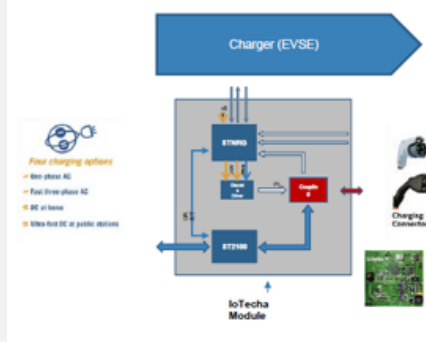 Charger (EVSE)
STNRG
Four charging options
One-phase AC
Fast three-phase AC
DC at home
Ultra-fast DC at public stations
ST2100
Charging
Connector
IoTecha
Module